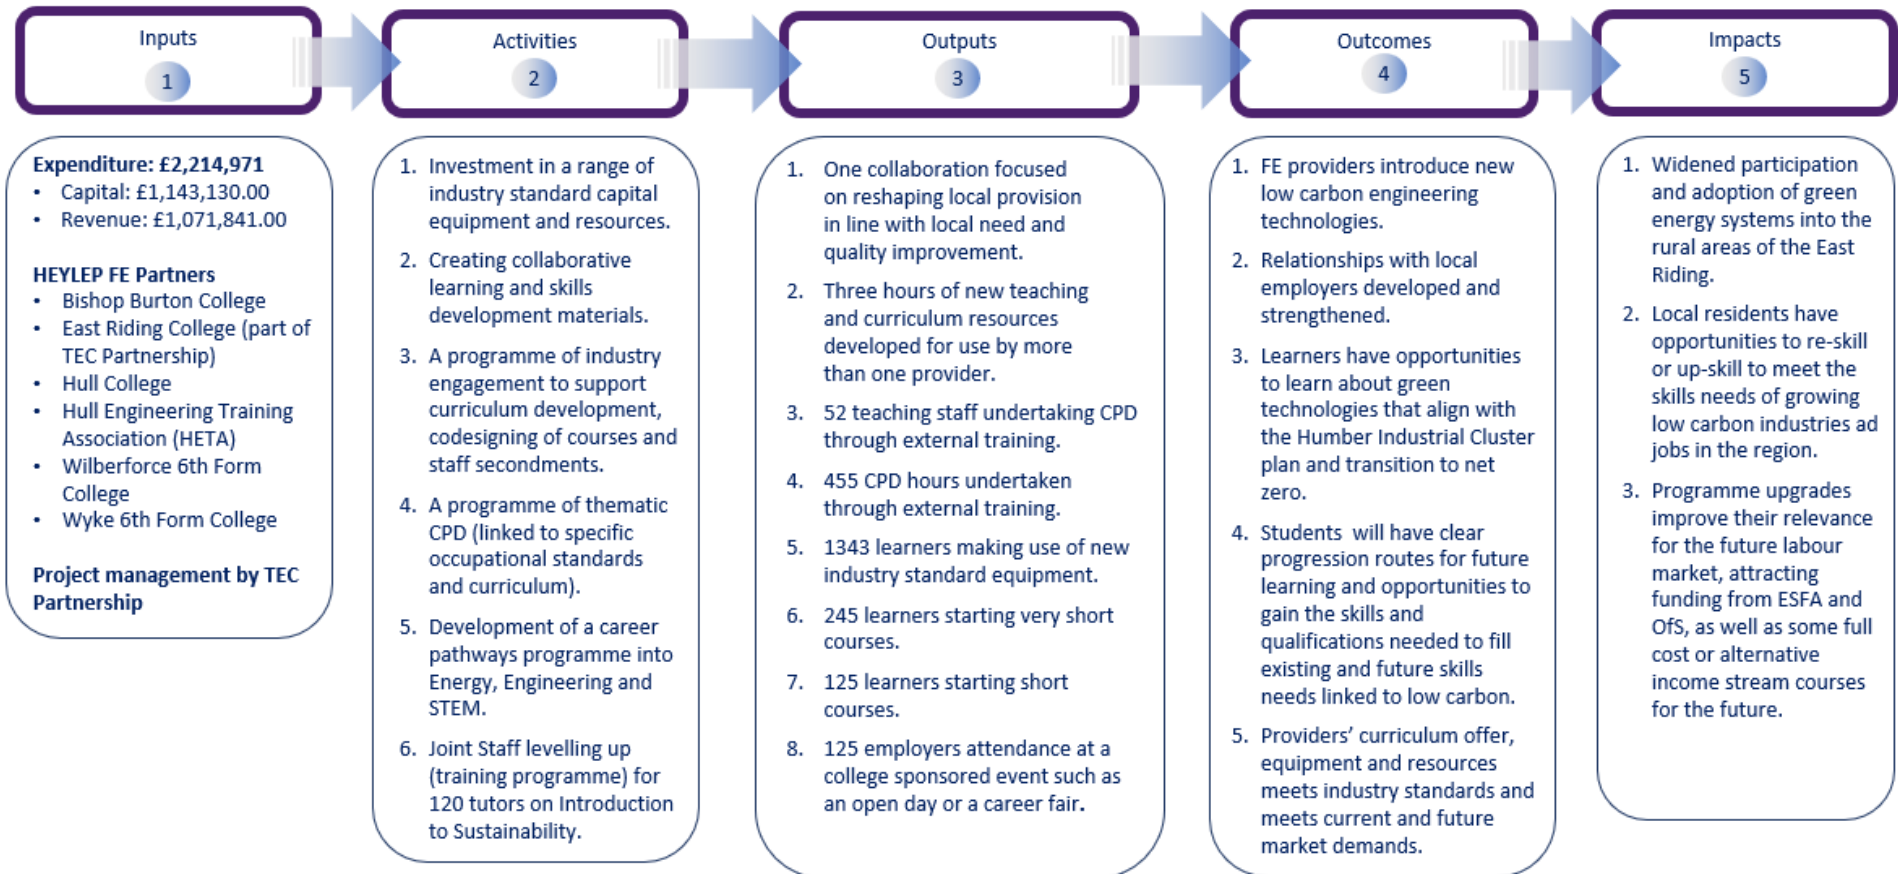 Inputs
1
Activities
2
Outputs
3
Outcomes
4
Impacts
5
Expenditure: £2,214,971
• Capital: £1,143,130.00
• Revenue: £1,071,841.00
HEYLEP FE Partners
• Bishop Burton College
• East Riding College (part of
TEC Partnership)
• Hull College
• Hull Engineering Training
Association (HETA)
• Wilberforce 6th Form
College
• Wyke 6th Form College
Project management by TEC
Partnership
1. Investment in a range of
industry standard capital
equipment and resources.
2. Creating collaborative
learning and skills
development materials.
3. A programme of industry
engagement to support
curriculum development,
codesigning of courses and
staff secondments.
4. A programme of thematic
CPD (linked to specific
occupational standards
and curriculum).
5. Development of a career
pathways programme into
Energy, Engineering and
STEM.
6. Joint Staff levelling up
(training programme) for
120 tutors on Introduction
to Sustainability.
1. One collaboration focused
on reshaping local provision
in line with local need and
quality improvement.
2. Three hours of new teaching
and curriculum resources
developed for use by more
than one provider.
3. 52 teaching staff undertaking CPD
through external training.
4. 455 CPD hours undertaken
through external training.
5. 1343 learners making use of new
industry standard equipment.
6. 245 learners starting very short
courses.
7. 125 learners starting short
courses.
8. 125 employers attendance at a
college sponsored event such as
an open day or a career fair.
1. FE providers introduce new
low carbon engineering
technologies.
2. Relationships with local
employers developed and
strengthened.
3. Learners have opportunities
to learn about green
technologies that align with
the Humber Industrial Cluster
plan and transition to net
zero.
4. Students will have clear
progression routes for future
learning and opportunities to
gain the skills and
qualifications needed to fill
existing and future skills
needs linked to low carbon.
5. Providers’ curriculum offer,
equipment and resources
meets industry standards and
meets current and future
market demands.
1. Widened participation
and adoption of green
energy systems into the
rural areas of the East
Riding.
2. Local residents have
opportunities to re-skill
or up-skill to meet the
skills needs of growing
low carbon industries ad
jobs in the region.
3. Programme upgrades
improve their relevance
for the future labour
market, attracting
funding from ESFA and
OfS, as well as some full
cost or alternative
income stream courses
for the future.